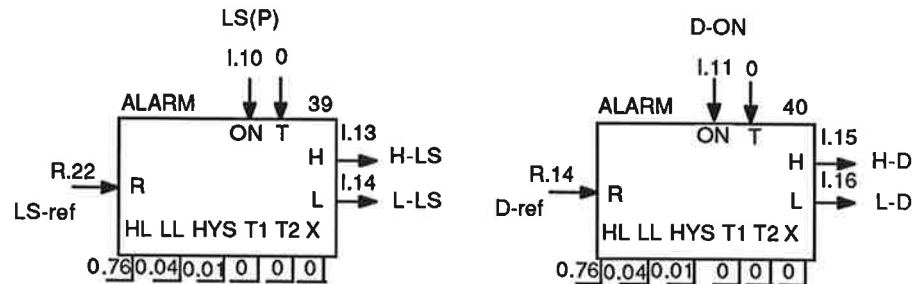 LS(P)
I.10 0
ALARM 39
ON T
H I.13 H-LS
R.22 R
L I.14 L-LS
LS-ref
HL LL HYS T1 T2 X
0.76 0.04 0.01 0 0 0
D-ON
I.11 0
ALARM 40
ON T
H I.15 H-D
R.14 R
L I.16 L-D
D-ref
HL LL HYS T1 T2 X
0.76 0.04 0.01 0 0 0